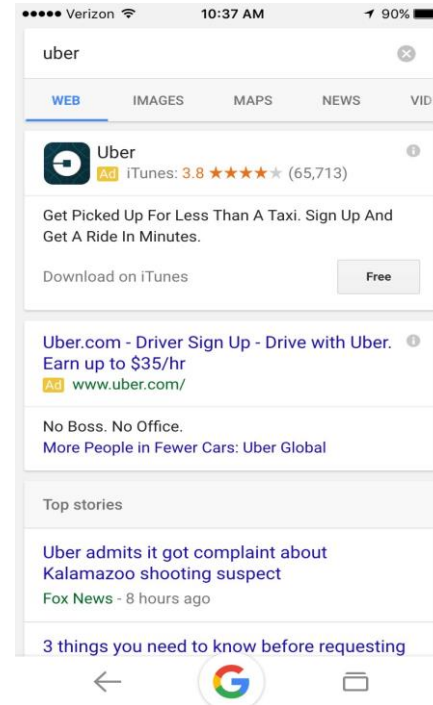 Verizon 10:37 AM 90%
uber
WEB IMAGES MAPS NEWS VID
Uber
Ad iTunes: 3.8 ★★★★★ (65,713)
Get Picked Up For Less Than A Taxi. Sign Up And
Get A Ride In Minutes.
Download on iTunes Free
Uber.com - Driver Sign Up - Drive with Uber.
Earn up to $35/hr
Ad www.uber.com/
No Boss. No Office.
More People in Fewer Cars: Uber Global
Top stories
Uber admits it got complaint about
Kalamazoo shooting suspect
Fox News - 8 hours ago
3 things you need to know before requesting